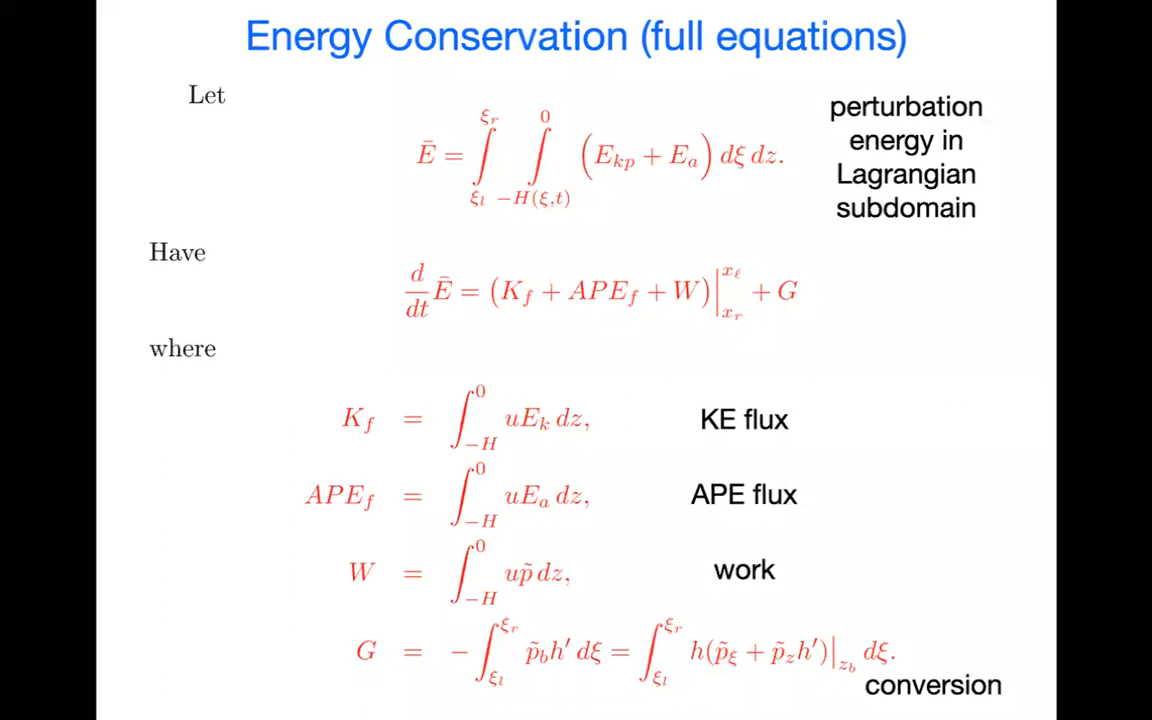 Energy Conservation (full equations)
Let
Ē = ∫_{ξ_l}^{ξ_r} ∫_{−H(ξ,t)}^{0} (E_{kp} + E_a) dξ dz.
perturbation
energy in
Lagrangian
subdomain
Have
d/dt Ē = (K_f + APE_f + W)|_{x_r}^{x_ℓ} + G
where
K_f = ∫_{−H}^{0} uE_k dz,
KE flux
APE_f = ∫_{−H}^{0} uE_a dz,
APE flux
W = ∫_{−H}^{0} up̃ dz,
work
G = −∫_{ξ_l}^{ξ_r} p̃_b h′ dξ = ∫_{ξ_l}^{ξ_r} h(p̃_ξ + p̃_z h′)|_{z_b} dξ.
conversion